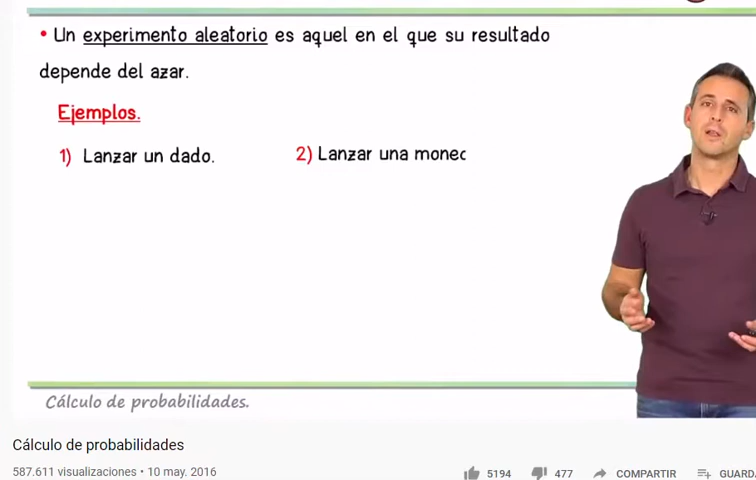 • Un experimento aleatorio es aquel en el que su resultado
depende del azar.
Ejemplos.
1) Lanzar un dado. 2) Lanzar una monec
Cálculo de probabilidades.
Cálculo de probabilidades
587.611 visualizaciones • 10 may. 2016 5194 477 COMPARTIR GUARD